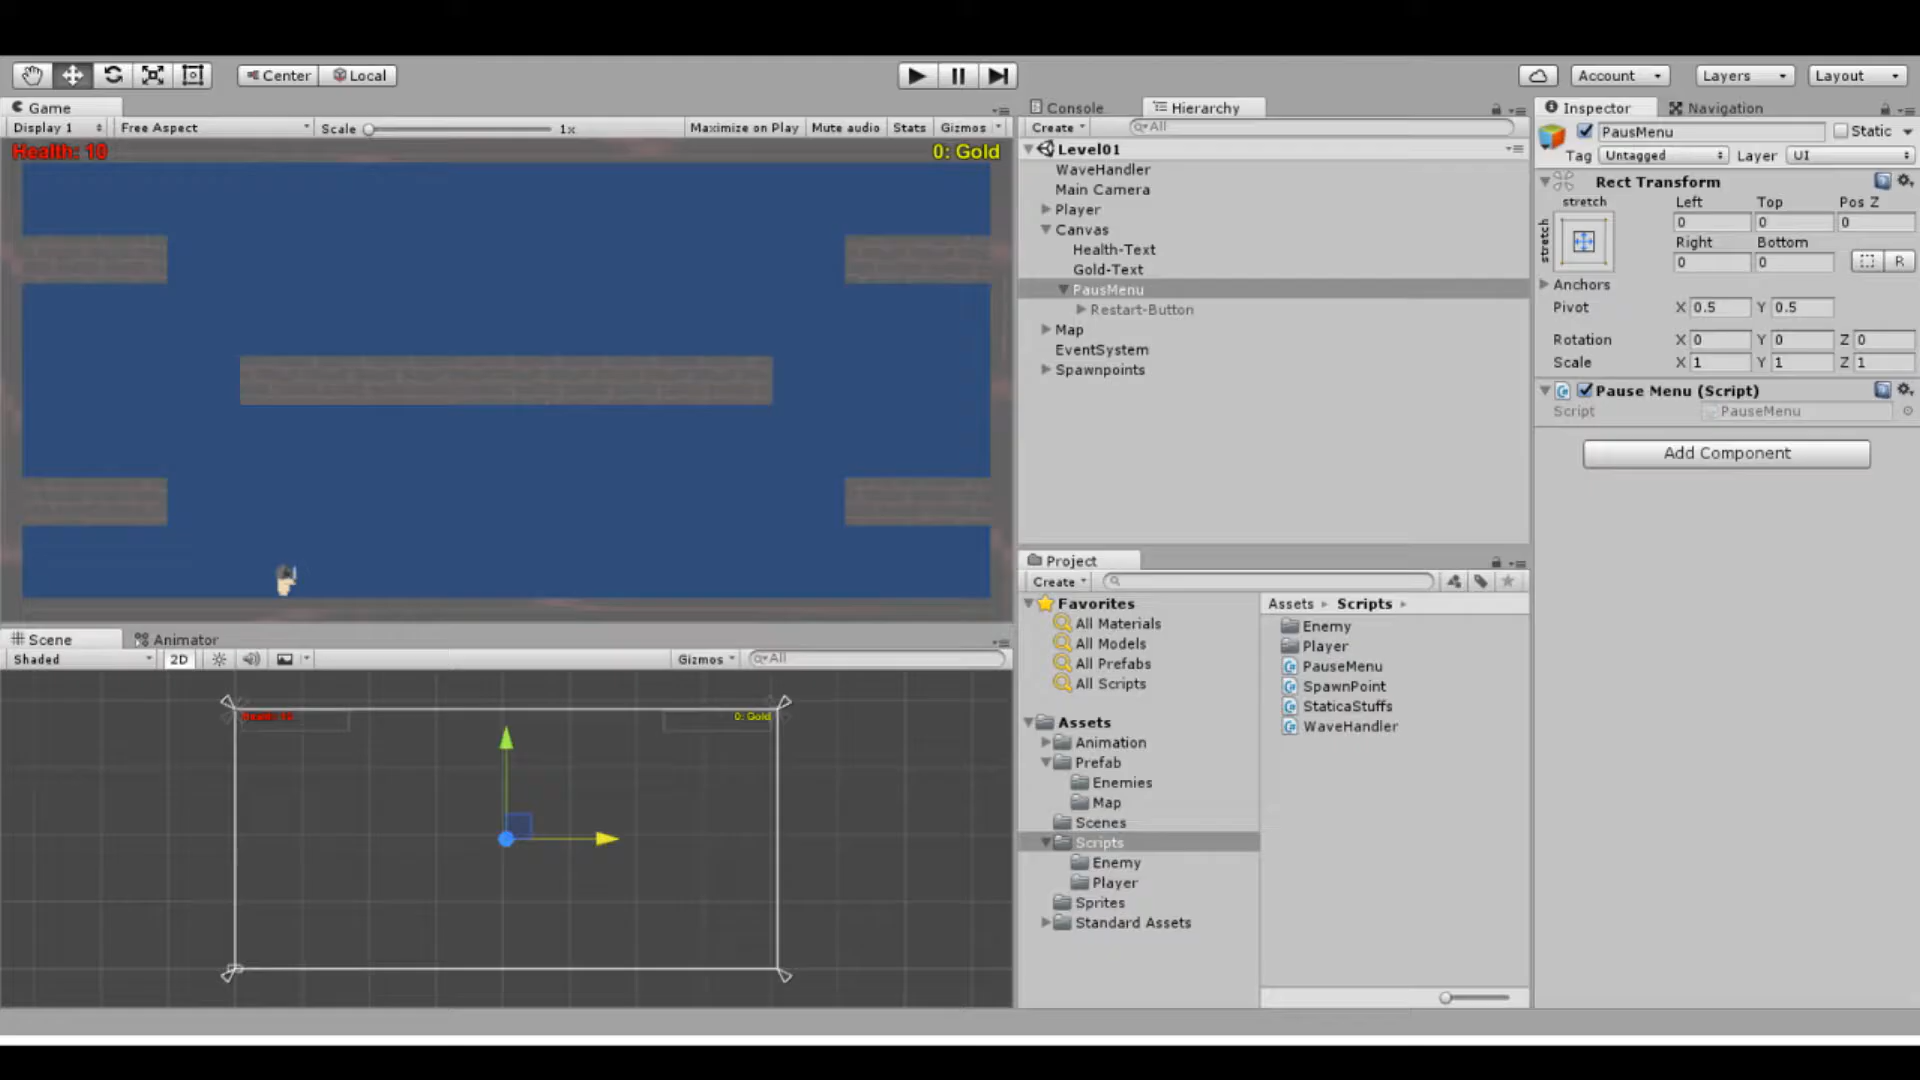 Center Local
Account Layers Layout
Game
Display 1 Free Aspect Scale 1x Maximize on Play Mute audio Stats Gizmos
Health: 10 0: Gold
Scene Animator
Shaded 2D Gizmos All
0: Gold
Console Hierarchy
Create All
Level01
WaveHandler
Main Camera
Player
Canvas
Health-Text
Gold-Text
PausMenu
Restart-Button
Map
EventSystem
Spawnpoints
Project
Create
Favorites
All Materials
All Models
All Prefabs
All Scripts
Assets
Animation
Prefab
Enemies
Map
Scenes
Scripts
Enemy
Player
Sprites
Standard Assets
Assets Scripts
Enemy
Player
PauseMenu
SpawnPoint
StaticaStuffs
WaveHandler
Inspector Navigation
PausMenu Static
Tag Untagged Layer UI
Rect Transform
stretch Left Top Pos Z
stretch
0 0 0
Right Bottom
0 0 R
Anchors
Pivot X 0.5 Y 0.5
Rotation X 0 Y 0 Z 0
Scale X 1 Y 1 Z 1
Pause Menu (Script)
Script PauseMenu
Add Component